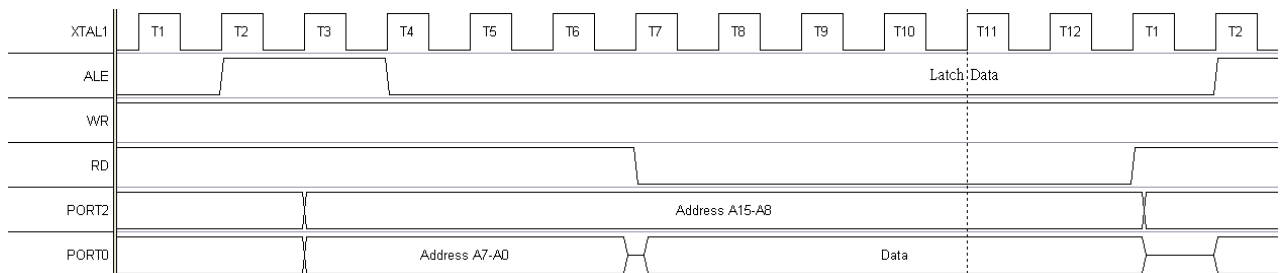 XTAL1 T1 T2 T3 T4 T5 T6 T7 T8 T9 T10 T11 T12 T1 T2
ALE Latch Data
WR
RD
PORT2 Address A15-A8
PORT0 Address A7-A0 Data